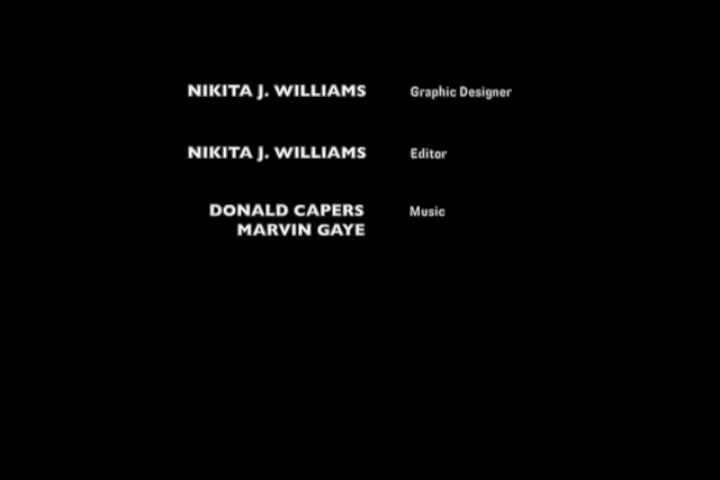 NIKITA J. WILLIAMS Graphic Designer
NIKITA J. WILLIAMS Editor
DONALD CAPERS Music
MARVIN GAYE